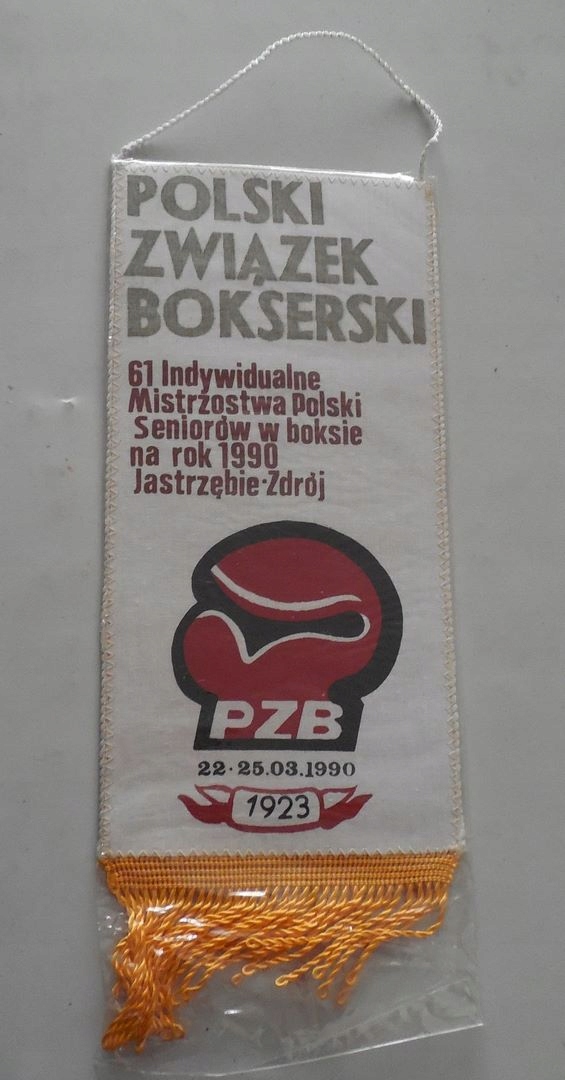 POLSKI
ZWIĄZEK
BOKSERSKI
61 Indywidualne
Mistrzostwa Polski
Seniorów w boksie
na rok 1990
Jastrzębie-Zdrój
PZB
22-25.03.1990
1923